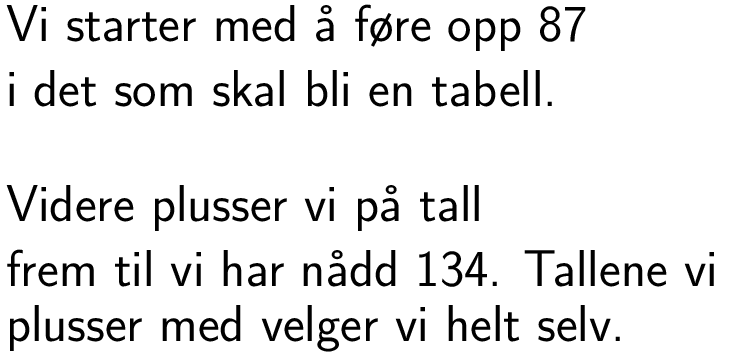 Vi starter med å føre opp 87
i det som skal bli en tabell.
Videre plusser vi på tall
frem til vi har nådd 134. Tallene vi
plusser med velger vi helt selv.